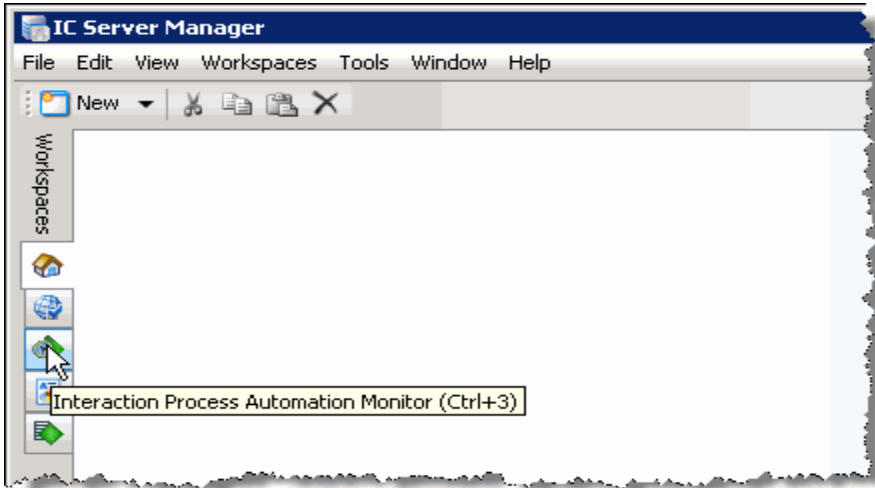 IC Server Manager
File Edit View Workspaces Tools Window Help
New
Workspaces
Interaction Process Automation Monitor (Ctrl+3)